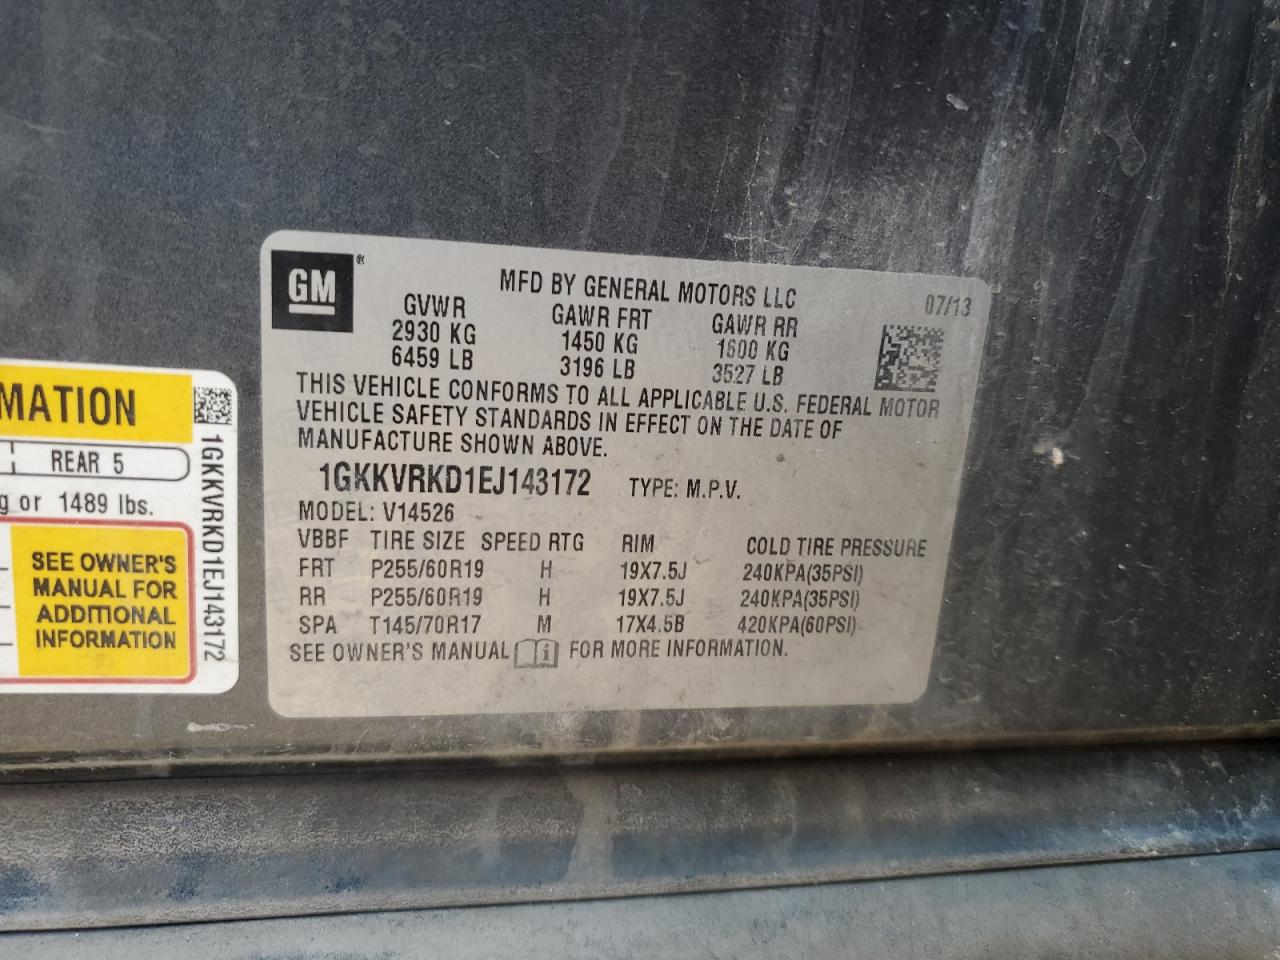 GM®
MFD BY GENERAL MOTORS LLC
07/13
GVWR GAWR FRT GAWR RR
2930 KG 1450 KG 1600 KG
6459 LB 3196 LB 3527 LB
THIS VEHICLE CONFORMS TO ALL APPLICABLE U.S. FEDERAL MOTOR
VEHICLE SAFETY STANDARDS IN EFFECT ON THE DATE OF
MANUFACTURE SHOWN ABOVE.
1GKKVRKD1EJ143172 TYPE: M.P.V.
MODEL: V14526
VBBF TIRE SIZE SPEED RTG RIM COLD TIRE PRESSURE
FRT P255/60R19 H 19X7.5J 240KPA(35PSI)
RR P255/60R19 H 19X7.5J 240KPA(35PSI)
SPA T145/70R17 M 17X4.5B 420KPA(60PSI)
SEE OWNER'S MANUAL i FOR MORE INFORMATION.
MATION
REAR 5
g or 1489 lbs.
SEE OWNER'S
MANUAL FOR
ADDITIONAL
INFORMATION
1GKKVRKD1EJ143172